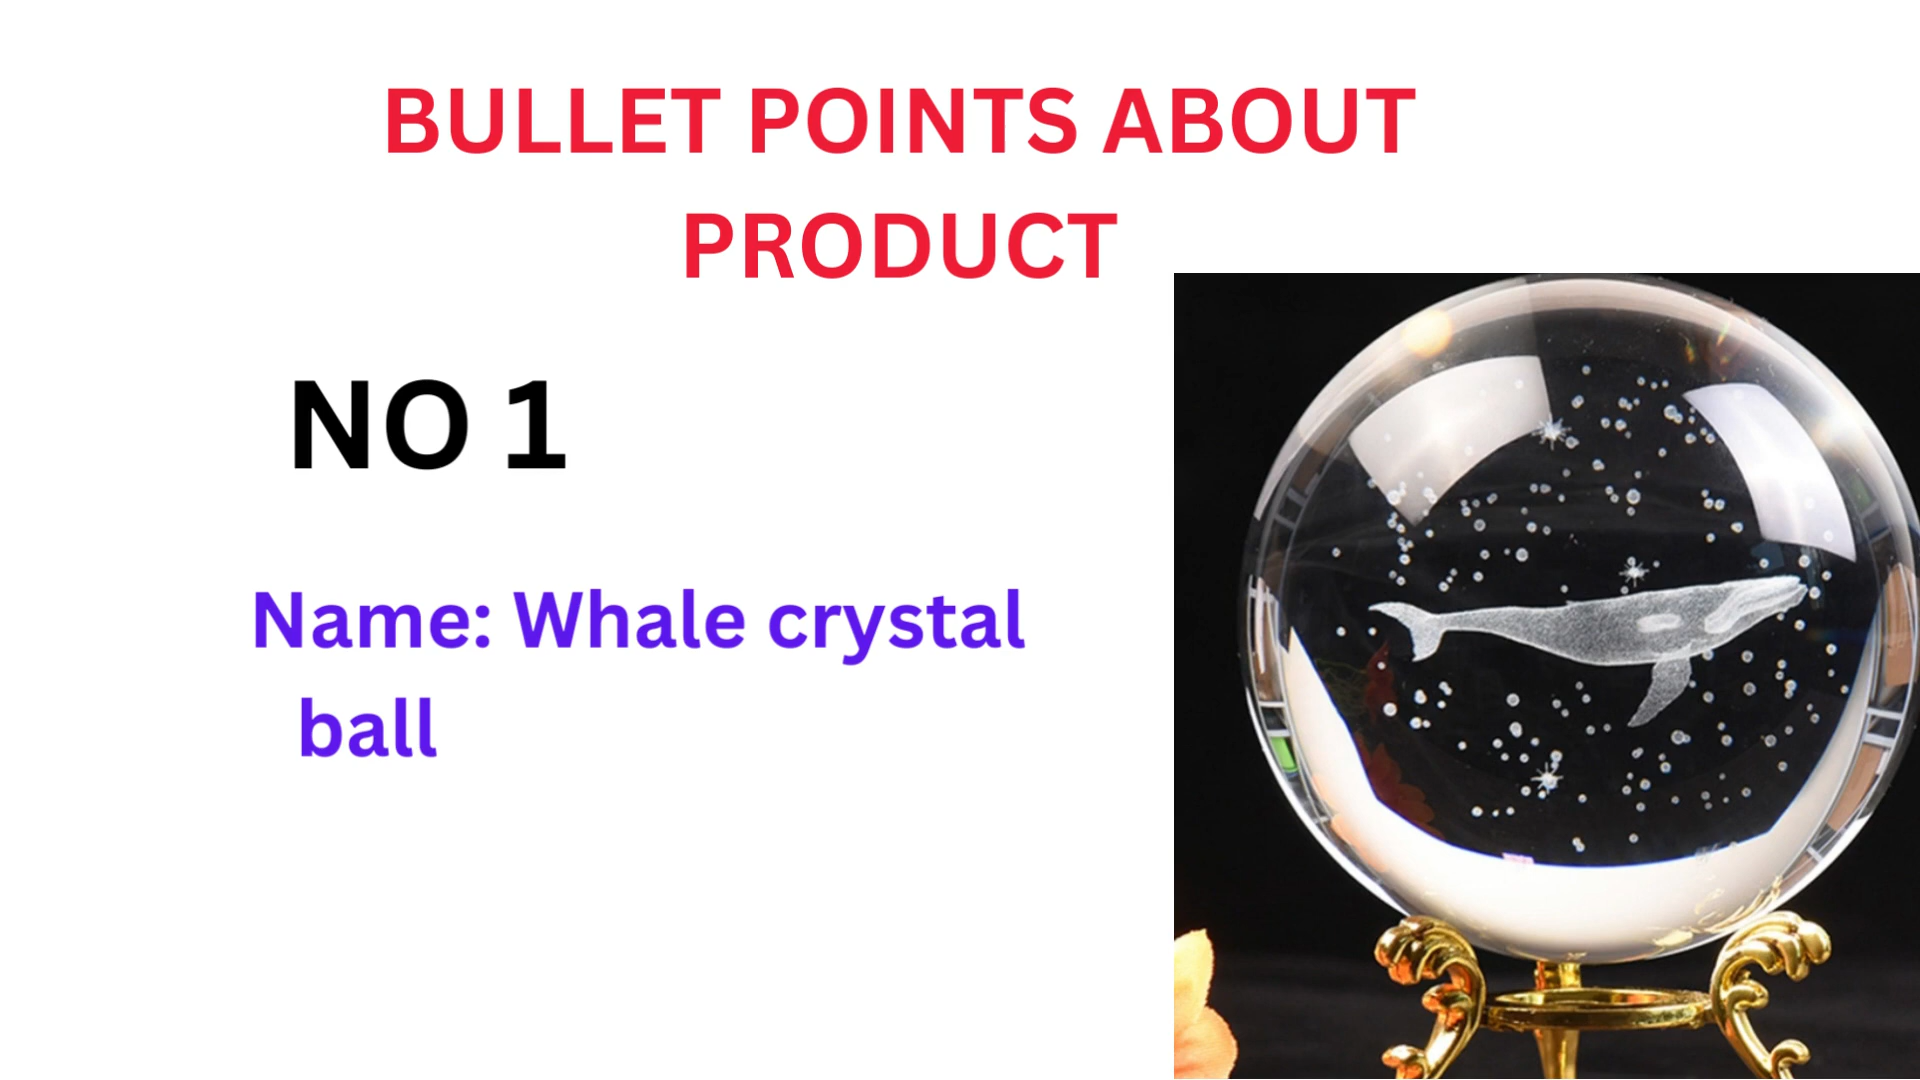 BULLET POINTS ABOUT
PRODUCT
NO 1
Name: Whale crystal
ball